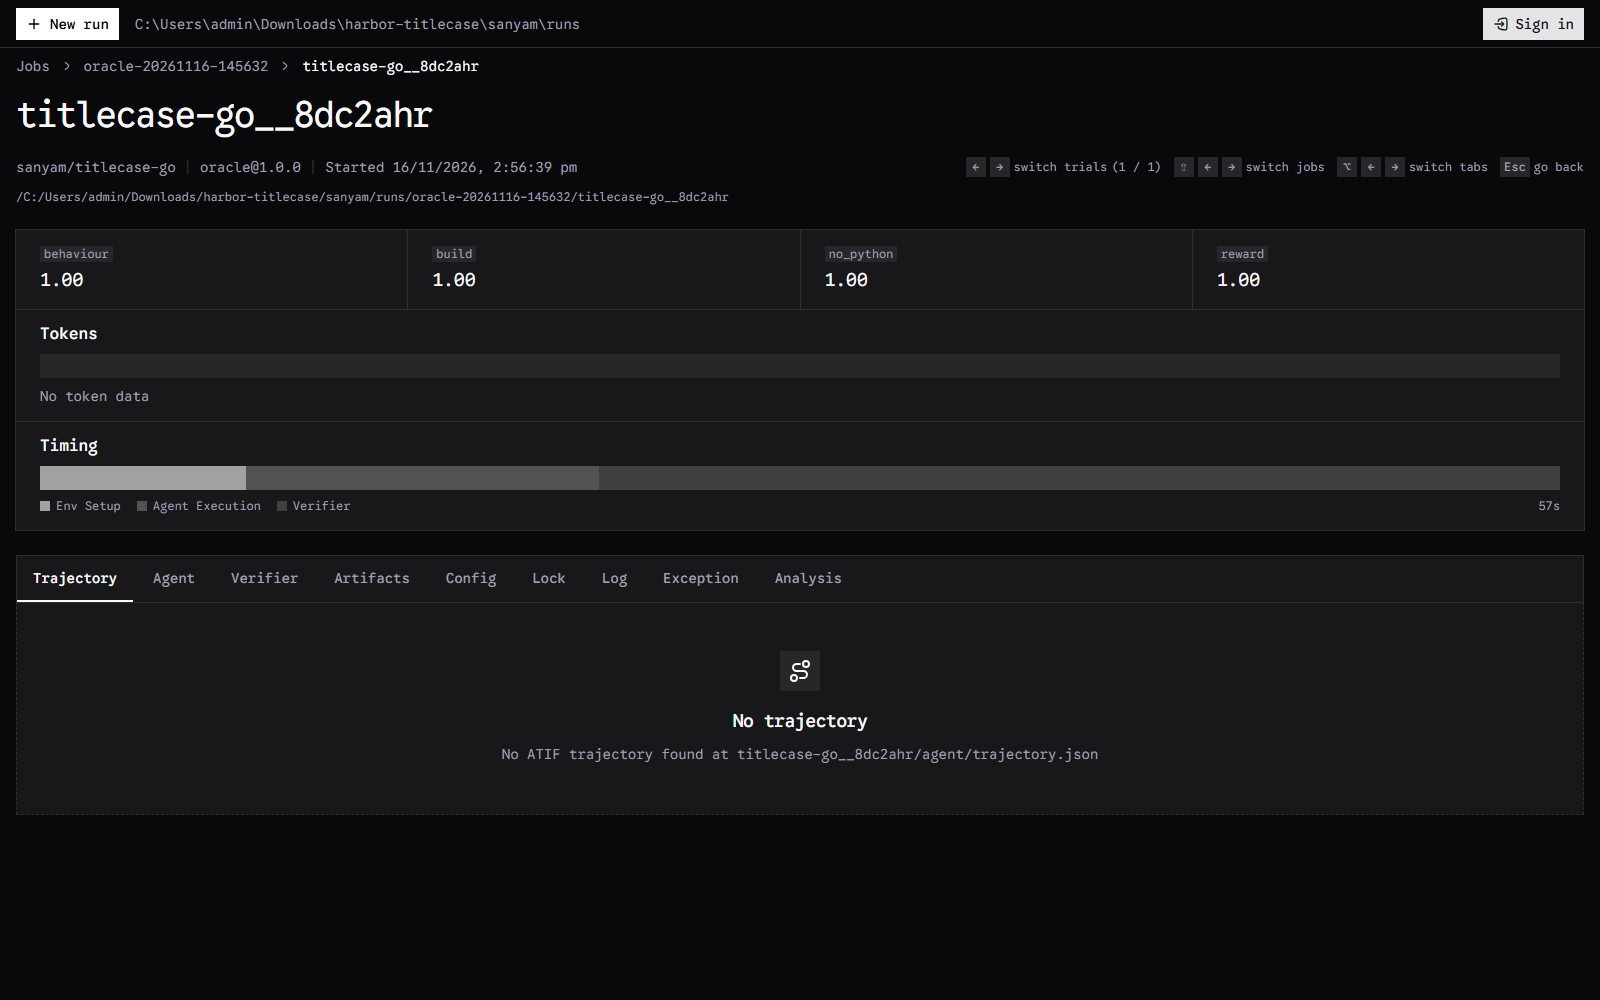 + New run C:\Users\admin\Downloads\harbor-titlecase\sanyam\runs Sign in
Jobs > oracle-20261116-145632 > titlecase-go__8dc2ahr
titlecase-go__8dc2ahr
sanyam/titlecase-go | oracle@1.0.0 | Started 16/11/2026, 2:56:39 pm ← → switch trials (1 / 1) ⇧ ← → switch jobs ⌥ ← → switch tabs Esc go back
/C:/Users/admin/Downloads/harbor-titlecase/sanyam/runs/oracle-20261116-145632/titlecase-go__8dc2ahr
behaviour build no_python reward
1.00 1.00 1.00 1.00
Tokens
No token data
Timing
Env Setup Agent Execution Verifier 57s
Trajectory Agent Verifier Artifacts Config Lock Log Exception Analysis
No trajectory
No ATIF trajectory found at titlecase-go__8dc2ahr/agent/trajectory.json